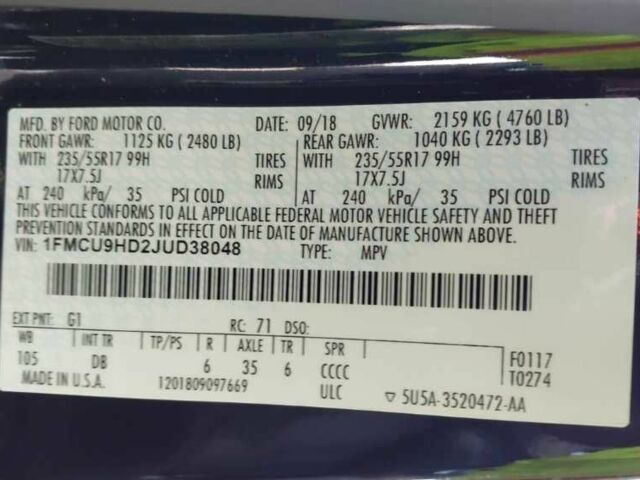 MFD. BY FORD MOTOR CO. DATE: 09/18 GVWR: 2159 KG ( 4760 LB)
FRONT GAWR: 1125 KG ( 2480 LB) REAR GAWR: 1040 KG ( 2293 LB)
WITH 235/55R17 99H TIRES WITH 235/55R17 99H TIRES
17X7.5J RIMS 17X7.5J RIMS
AT 240 kPa/ 35 PSI COLD AT 240 kPa/ 35 PSI COLD
THIS VEHICLE CONFORMS TO ALL APPLICABLE FEDERAL MOTOR VEHICLE SAFETY AND THEFT
PREVENTION STANDARDS IN EFFECT ON THE DATE OF MANUFACTURE SHOWN ABOVE.
VIN: 1FMCU9HD2JUD38048 TYPE: MPV
EXT PNT: G1 RC: 71 DSO:
WB INT TR TP/PS R AXLE TR SPR
105 DB 6 35 6 CCCC F0117
MADE IN U.S.A. 1201809097669 ULC T0274
▽ 5U5A-3520472-AA